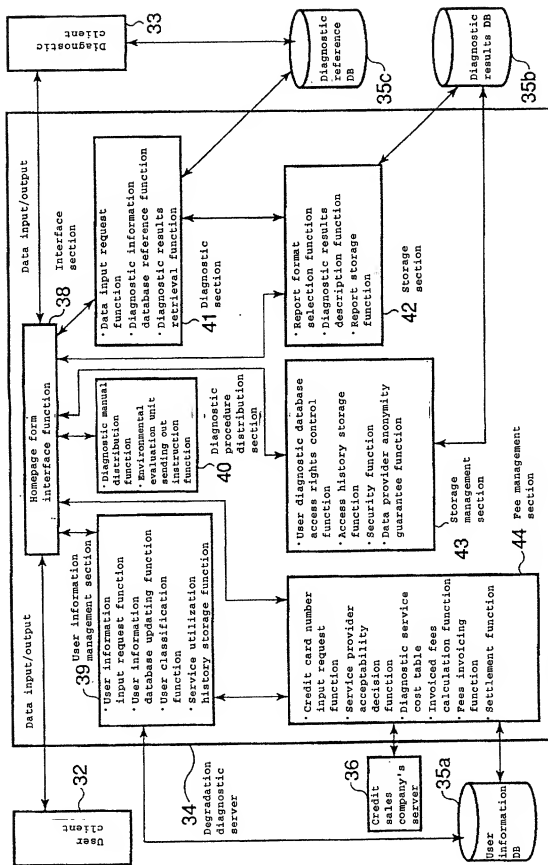 User
client
32
Data input/output
34
Degradation
diagnostic
server
User information
management section
39
・User information
input request function
・User information
database updating function
・User classification
function
・Service utilization
history storage function
36
Credit
sales
company's
server
35a
User
information
DB
・Credit card number
input request
function
・Service provider
acceptability
decision
function
・Diagnostic service
cost table
・Invoiced fees
calculation function
・Fees invoicing
function
・Settlement function
44
Fee management
section
Homepage form
interface function
38
Interface
section
・Diagnostic manual
distribution
function
・Environmental
evaluation unit
sending out
instruction
function
40
Diagnostic
procedure
distribution
section
・User diagnostic database
access rights control
function
・Access history storage
function
・Security function
・Data provider anonymity
guarantee function
43
Storage
management
section
・Data input request
function
・Diagnostic information
database reference function
・Diagnostic results
retrieval function
41
Diagnostic
section
・Report format
selection function
・Diagnostic results
description function
・Report storage
function
42
Storage
section
Data input/output
Diagnostic
client
33
Diagnostic
reference
DB
35c
Diagnostic
results DB
35b